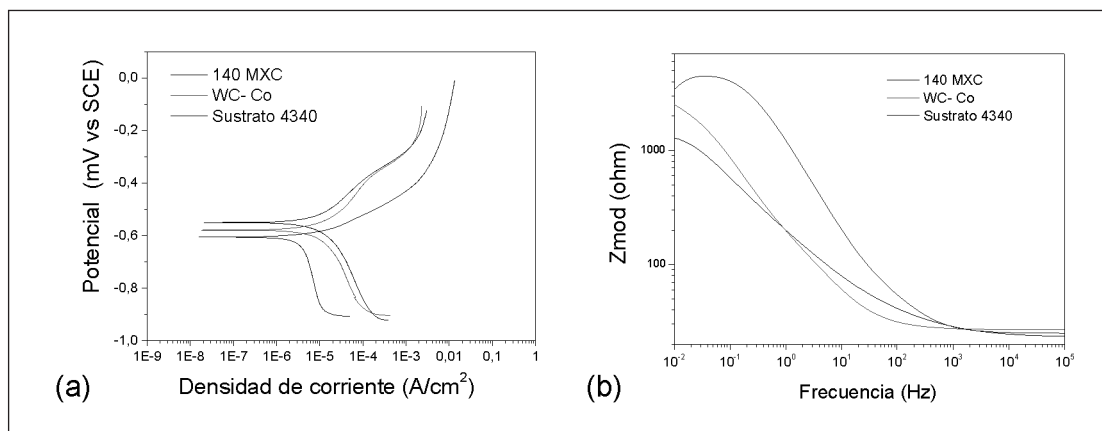 140 MXC
WC- Co
Sustrato 4340
0,0
-0,2
-0,4
-0,6
-0,8
-1,0
Potencial (mV vs SCE)
1E-9 1E-8 1E-7 1E-6 1E-5 1E-4 1E-3 0,01 0,1 1
Densidad de corriente (A/cm²)
(a)
140 MXC
WC- Co
Sustrato 4340
1000
100
Zmod (ohm)
10⁻² 10⁻¹ 10⁰ 10¹ 10² 10³ 10⁴ 10⁵
Frecuencia (Hz)
(b)